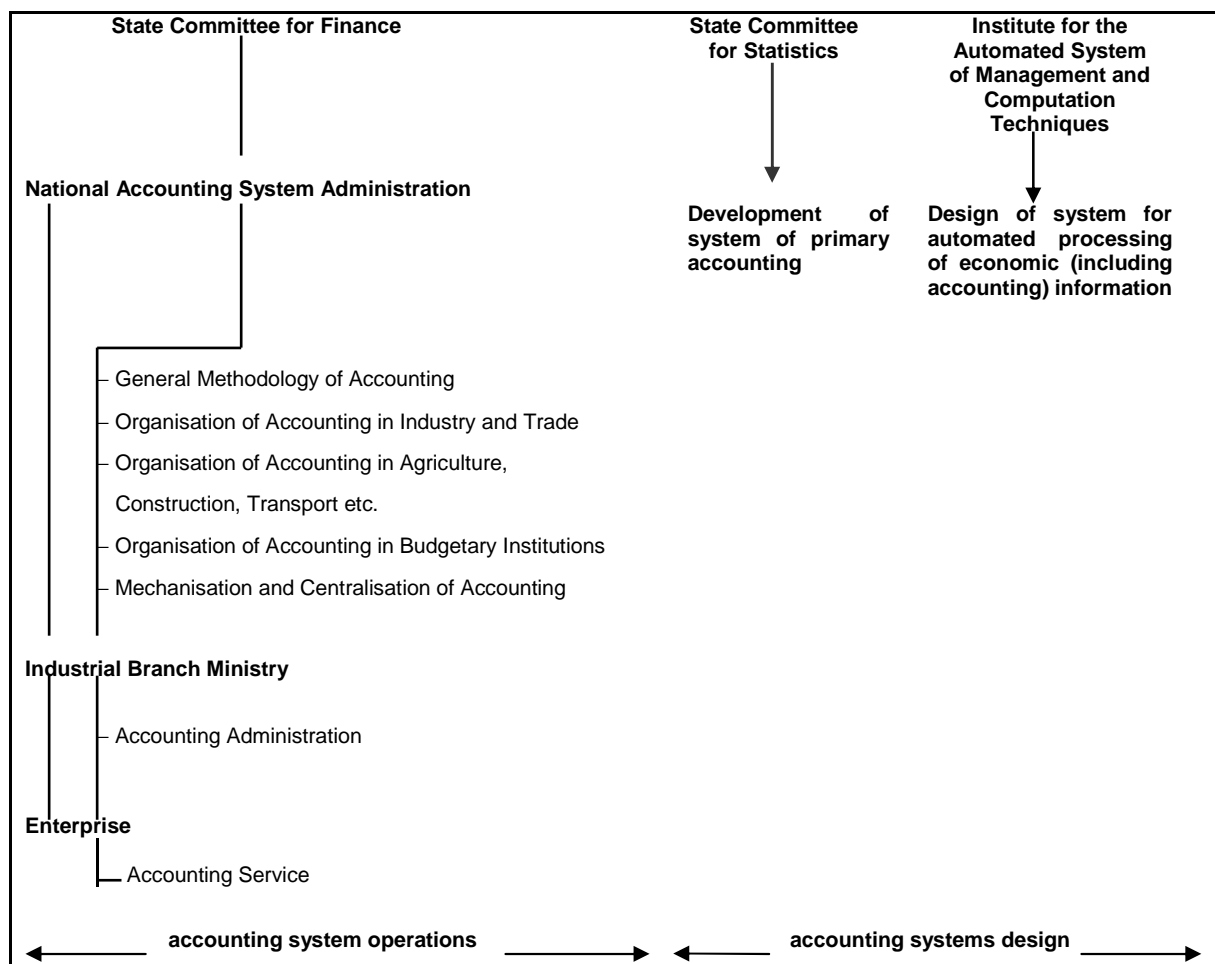 State Committee for Finance
National Accounting System Administration
– General Methodology of Accounting
– Organisation of Accounting in Industry and Trade
– Organisation of Accounting in Agriculture,
Construction, Transport etc.
– Organisation of Accounting in Budgetary Institutions
– Mechanisation and Centralisation of Accounting
Industrial Branch Ministry
– Accounting Administration
Enterprise
Accounting Service
State Committee
for Statistics
Development of
system of primary
accounting
Institute for the
Automated System
of Management and
Computation
Techniques
Design of system for
automated processing
of economic (including
accounting) information
accounting system operations
accounting systems design